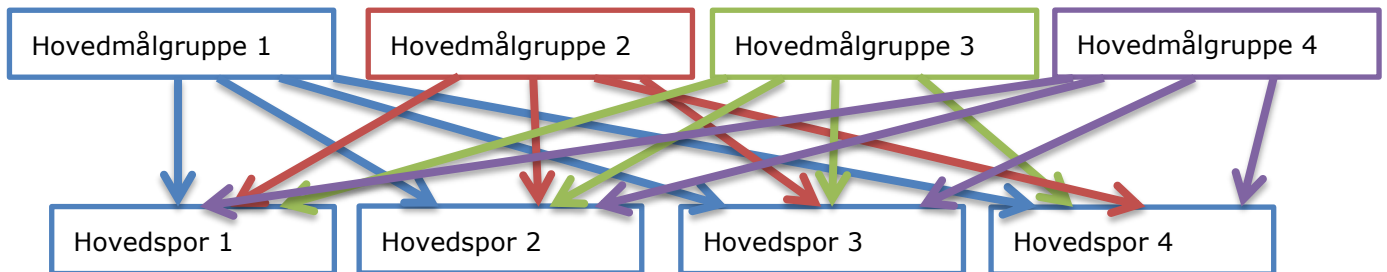 Hovedmålgruppe 1
Hovedmålgruppe 2
Hovedmålgruppe 3
Hovedmålgruppe 4
Hovedspor 1
Hovedspor 2
Hovedspor 3
Hovedspor 4